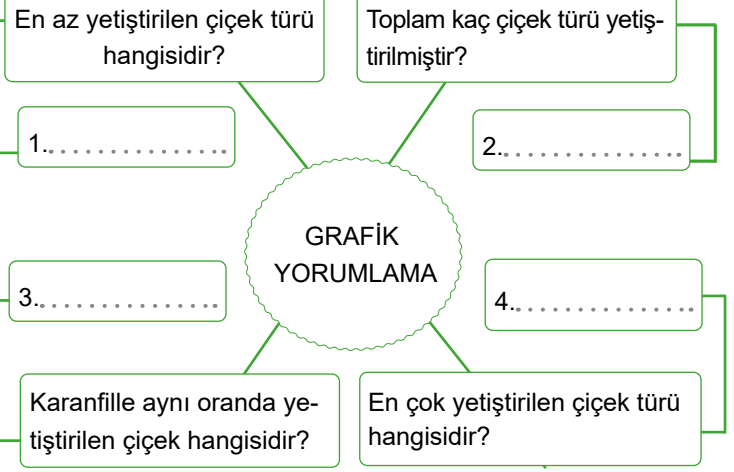 En az yetiştirilen çiçek türü
hangisidir?
Toplam kaç çiçek türü yetiş-
tirilmiştir?
1. . . . . . . . . . . . . . . .
2. . . . . . . . . . . . . . . .
GRAFİK
YORUMLAMA
3. . . . . . . . . . . . . . . .
4. . . . . . . . . . . . . . . .
Karanfille aynı oranda ye-
tiştirilen çiçek hangisidir?
En çok yetiştirilen çiçek türü
hangisidir?